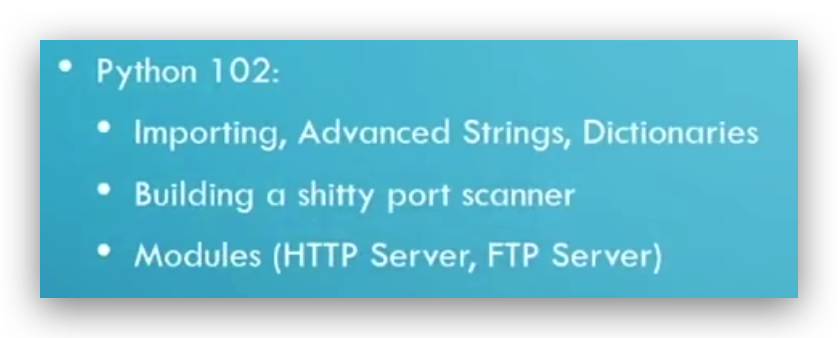 • Python 102:
• Importing, Advanced Strings, Dictionaries
• Building a shitty port scanner
• Modules (HTTP Server, FTP Server)